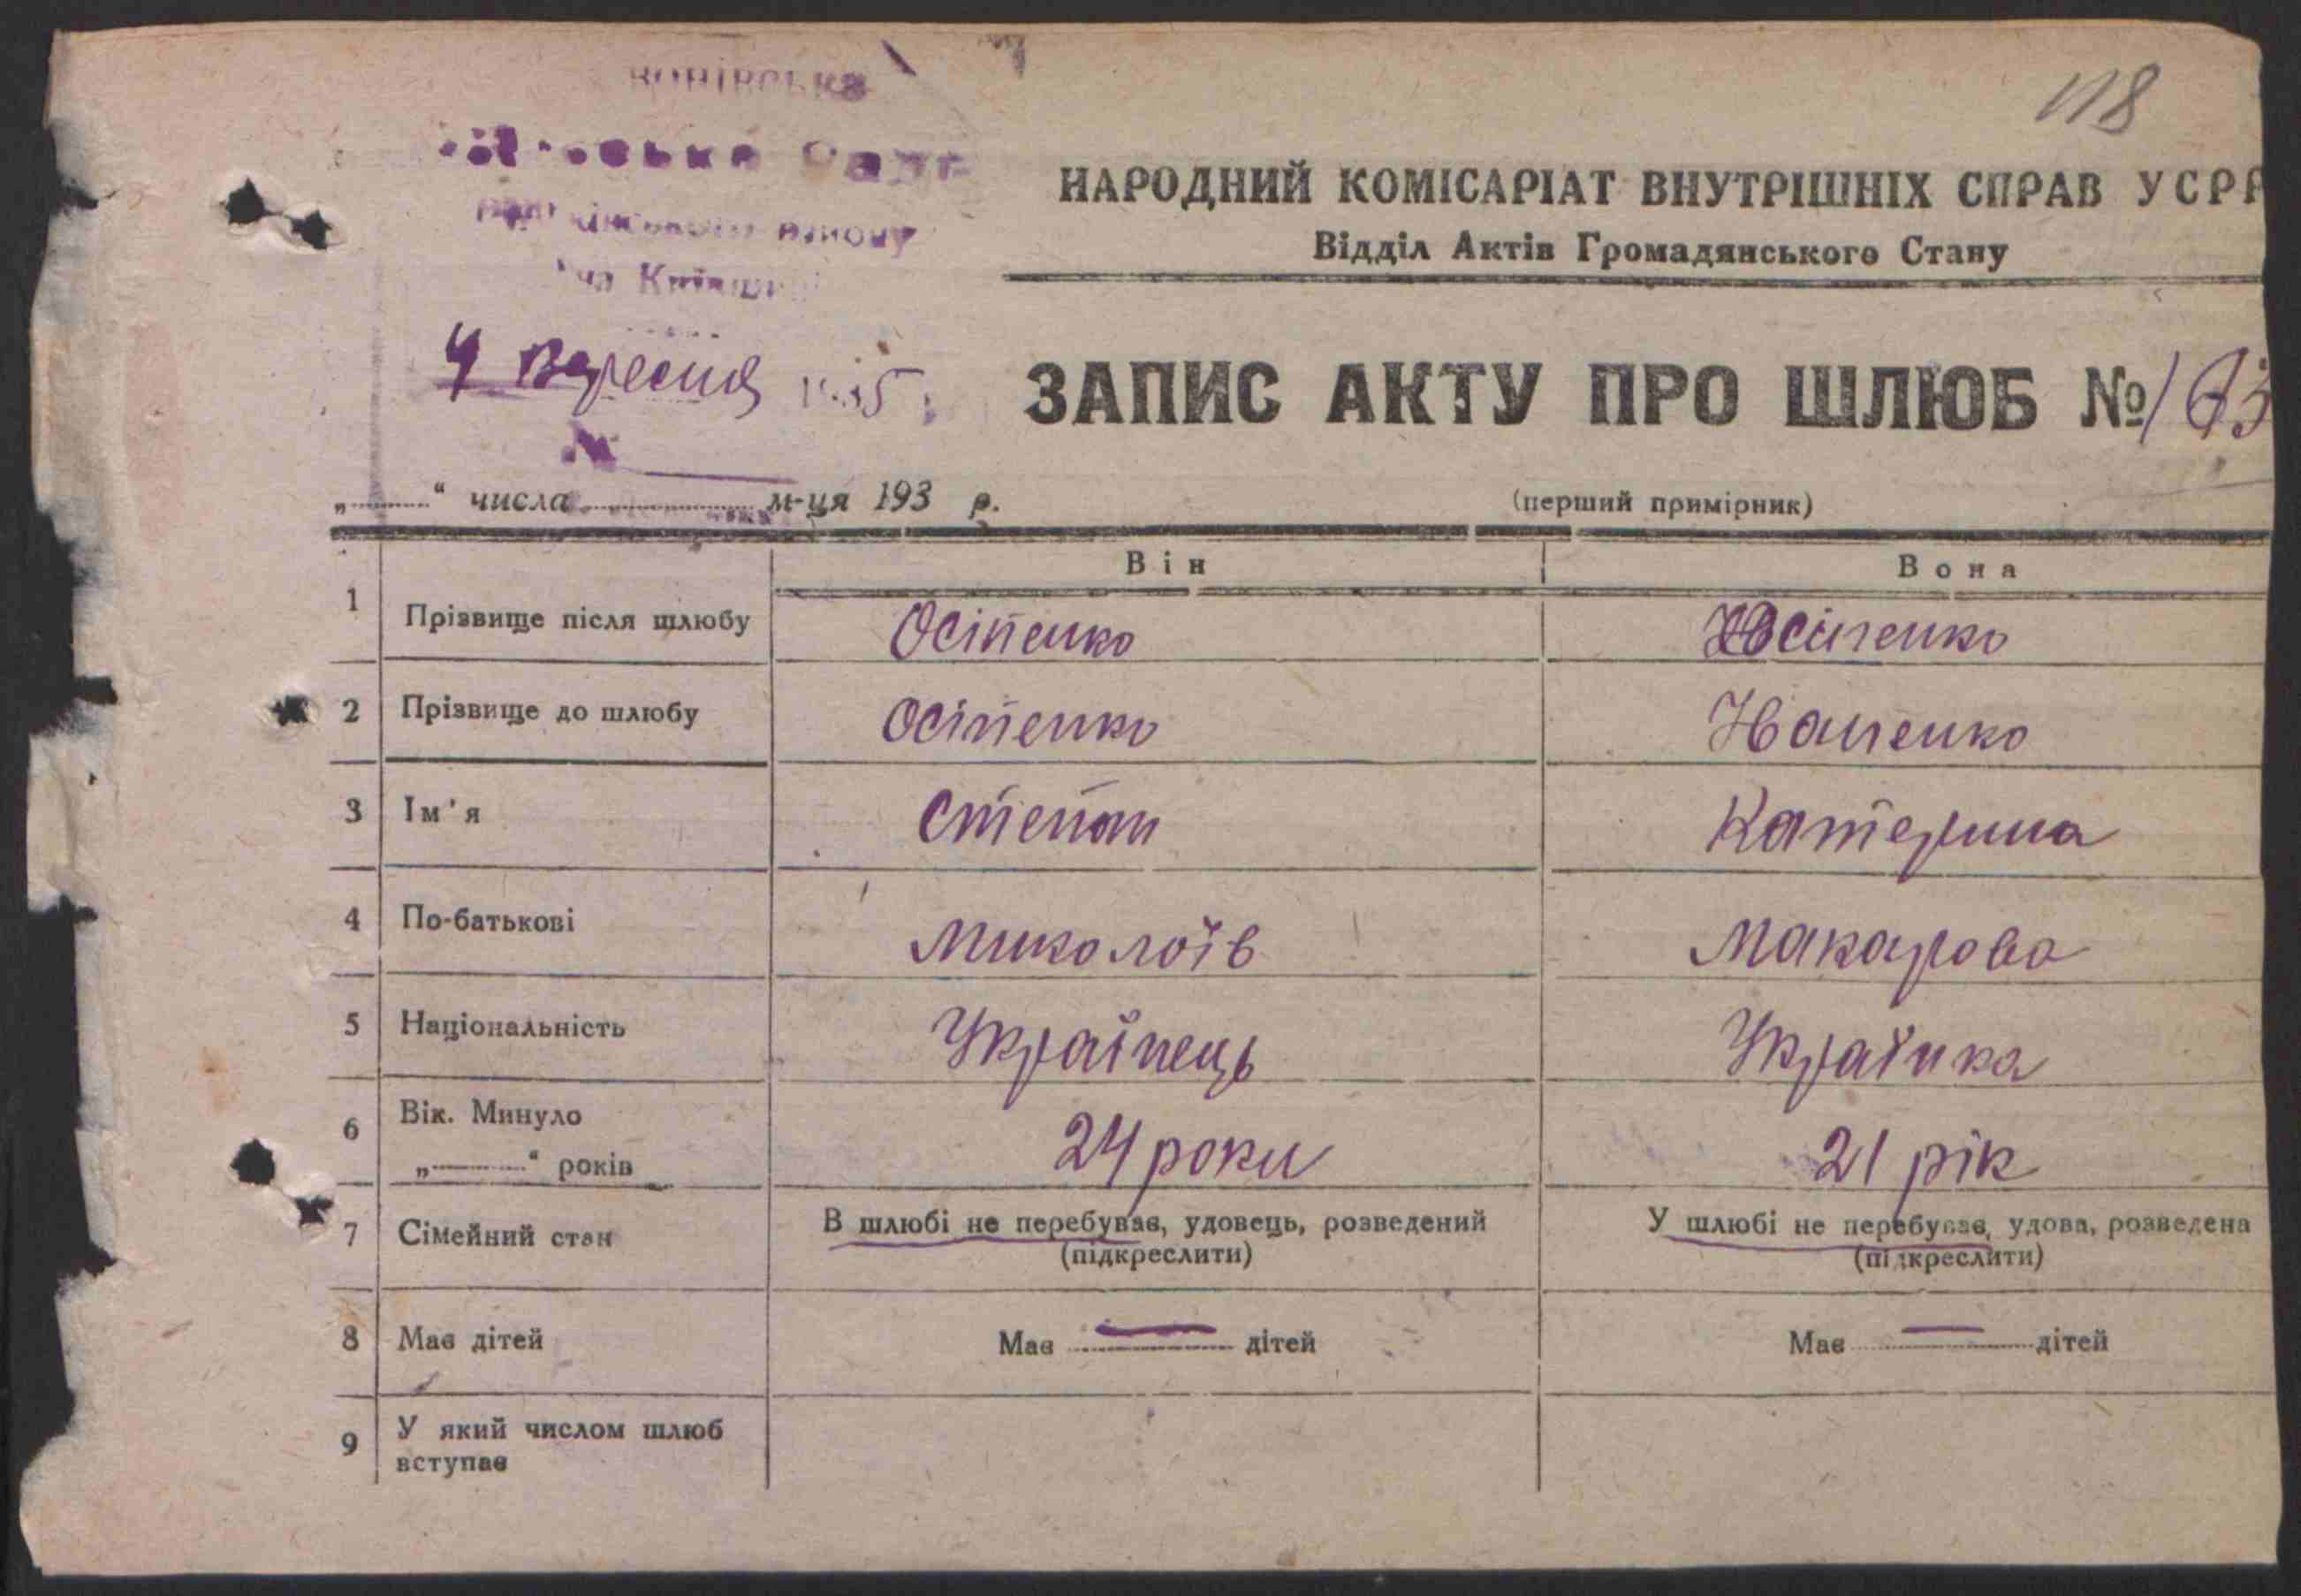 118
НАРОДНИЙ КОМІСАРІАТ ВНУТРІШНІХ СПРАВ УСРР
Відділ Актів Громадянського Стану
4 Вересня 1935
ЗАПИС АКТУ ПРО ШЛЮБ №
„ “ числа м-ця 193 р.
(перший примірник)
Він Вона
1 Прізвище після шлюбу Осіпенко Осіпенко
2 Прізвище до шлюбу Осіпенко
3 Ім'я Степан Катерина
4 По-батькові Миколоїв Макарова
5 Національність Українець Українка
6 Вік. Минуло
„ “ років 24 роки 21 рік
7 Сімейний стан В шлюбі не перебував, удовець, розведений У шлюбі не перебуває, удова, розведена
(підкреслити) (підкреслити)
8 Має дітей Має — дітей Має — дітей
9 У який числом шлюб
вступає